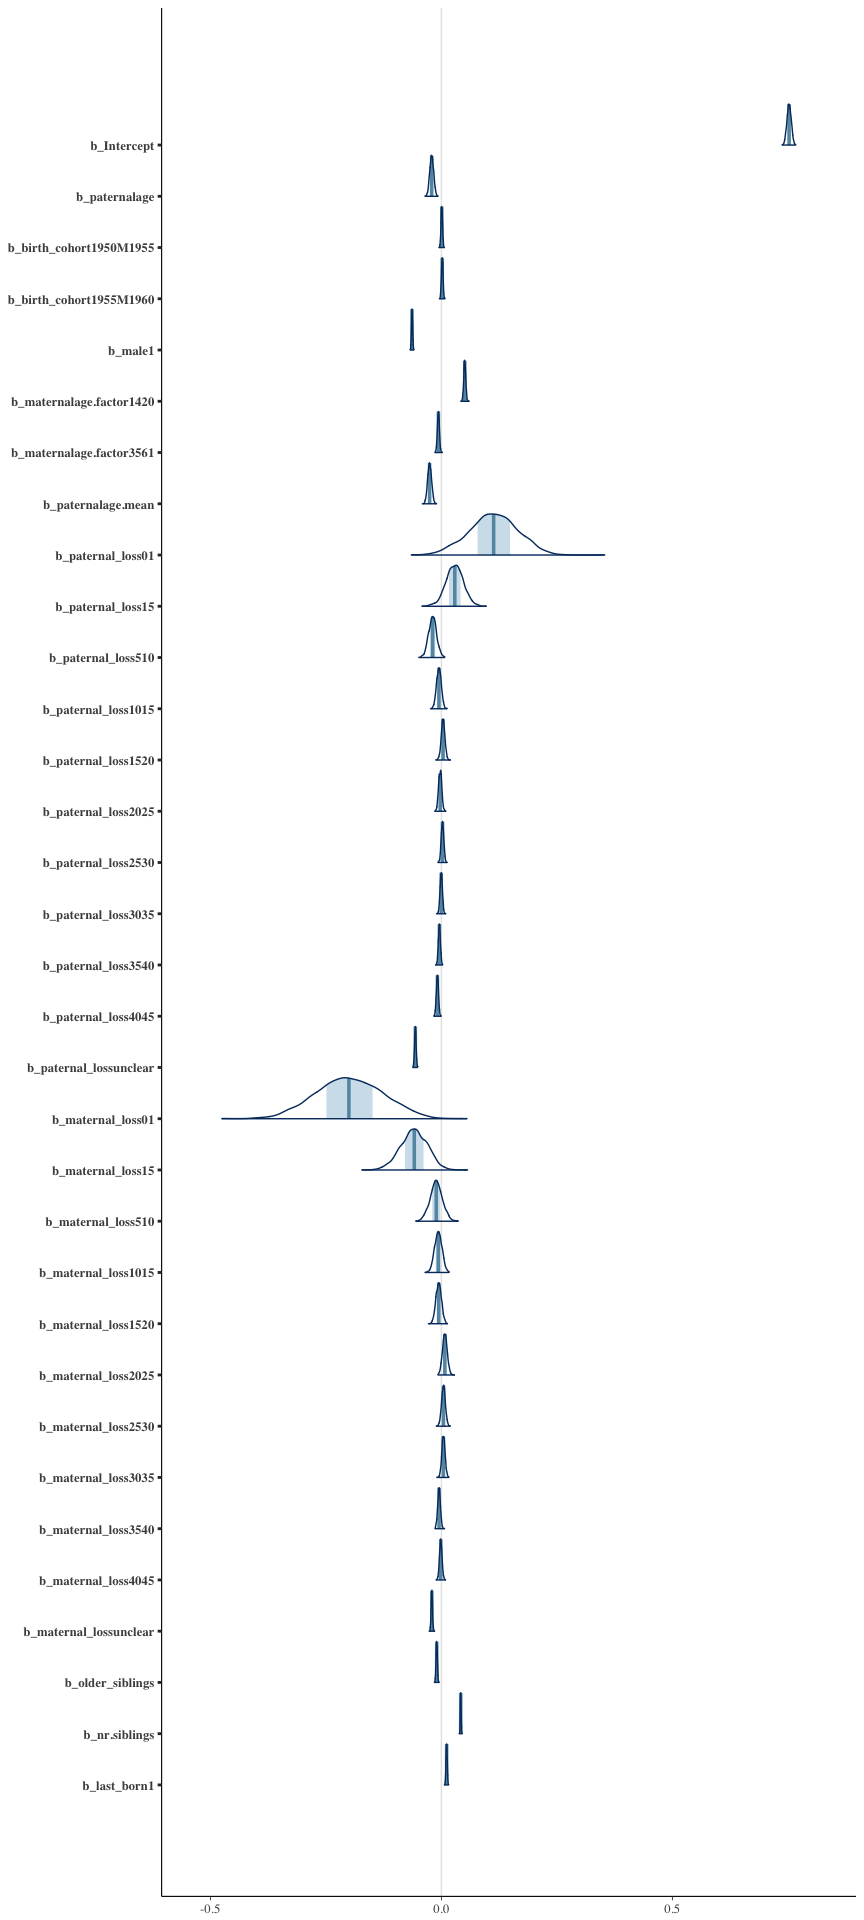 b_Intercept
b_paternalage
b_birth_cohort1950M1955
b_birth_cohort1955M1960
b_male1
b_maternalage.factor1420
b_maternalage.factor3561
b_paternalage.mean
b_paternal_loss01
b_paternal_loss15
b_paternal_loss510
b_paternal_loss1015
b_paternal_loss1520
b_paternal_loss2025
b_paternal_loss2530
b_paternal_loss3035
b_paternal_loss3540
b_paternal_loss4045
b_paternal_lossunclear
b_maternal_loss01
b_maternal_loss15
b_maternal_loss510
b_maternal_loss1015
b_maternal_loss1520
b_maternal_loss2025
b_maternal_loss2530
b_maternal_loss3035
b_maternal_loss3540
b_maternal_loss4045
b_maternal_lossunclear
b_older_siblings
b_nr.siblings
b_last_born1
-0.5 0.0 0.5